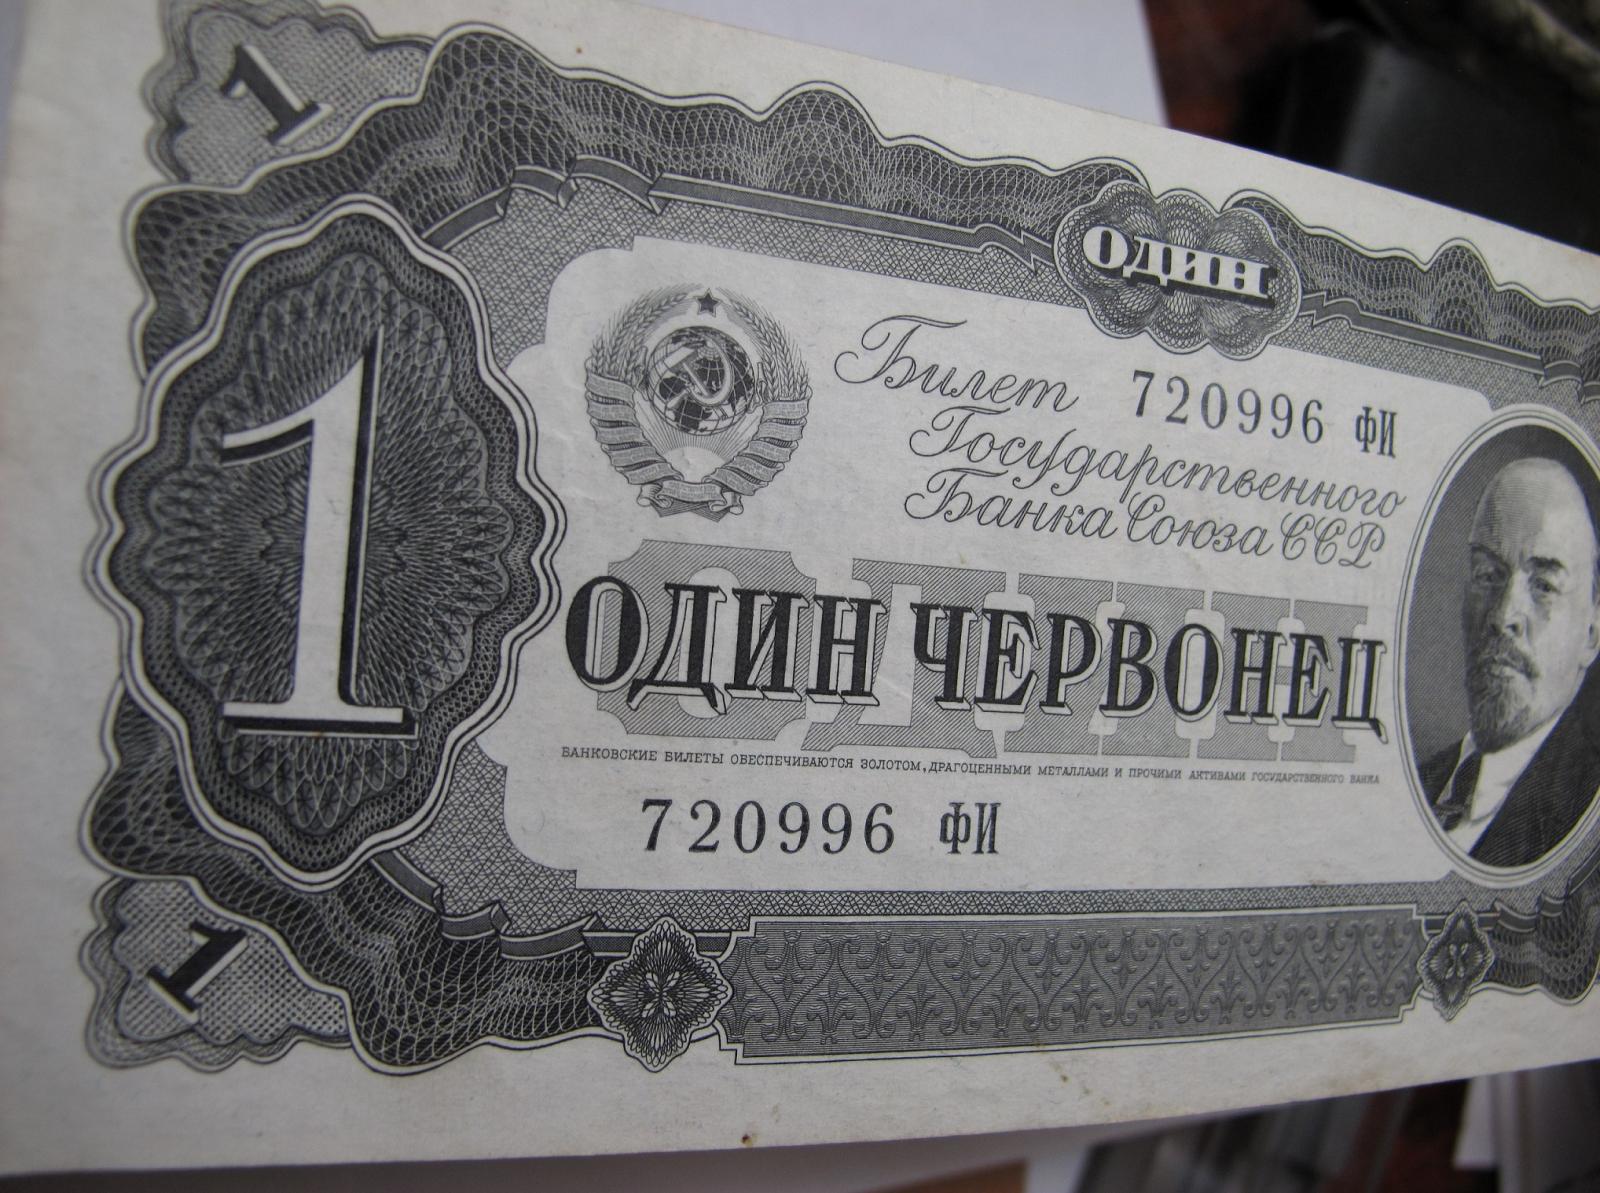 1
ОДИН
Билет 720996 ФИ
Государственного
Банка Союза ССР
1
ОДИН
ОДИН ЧЕРВОНЕЦ
БАНКОВСКИЕ БИЛЕТЫ ОБЕСПЕЧИВАЮТСЯ ЗОЛОТОМ, ДРАГОЦЕННЫМИ МЕТАЛЛАМИ И ПРОЧИМИ АКТИВАМИ ГОСУДАРСТВЕННОГО БАНКА
720996 ФИ
1